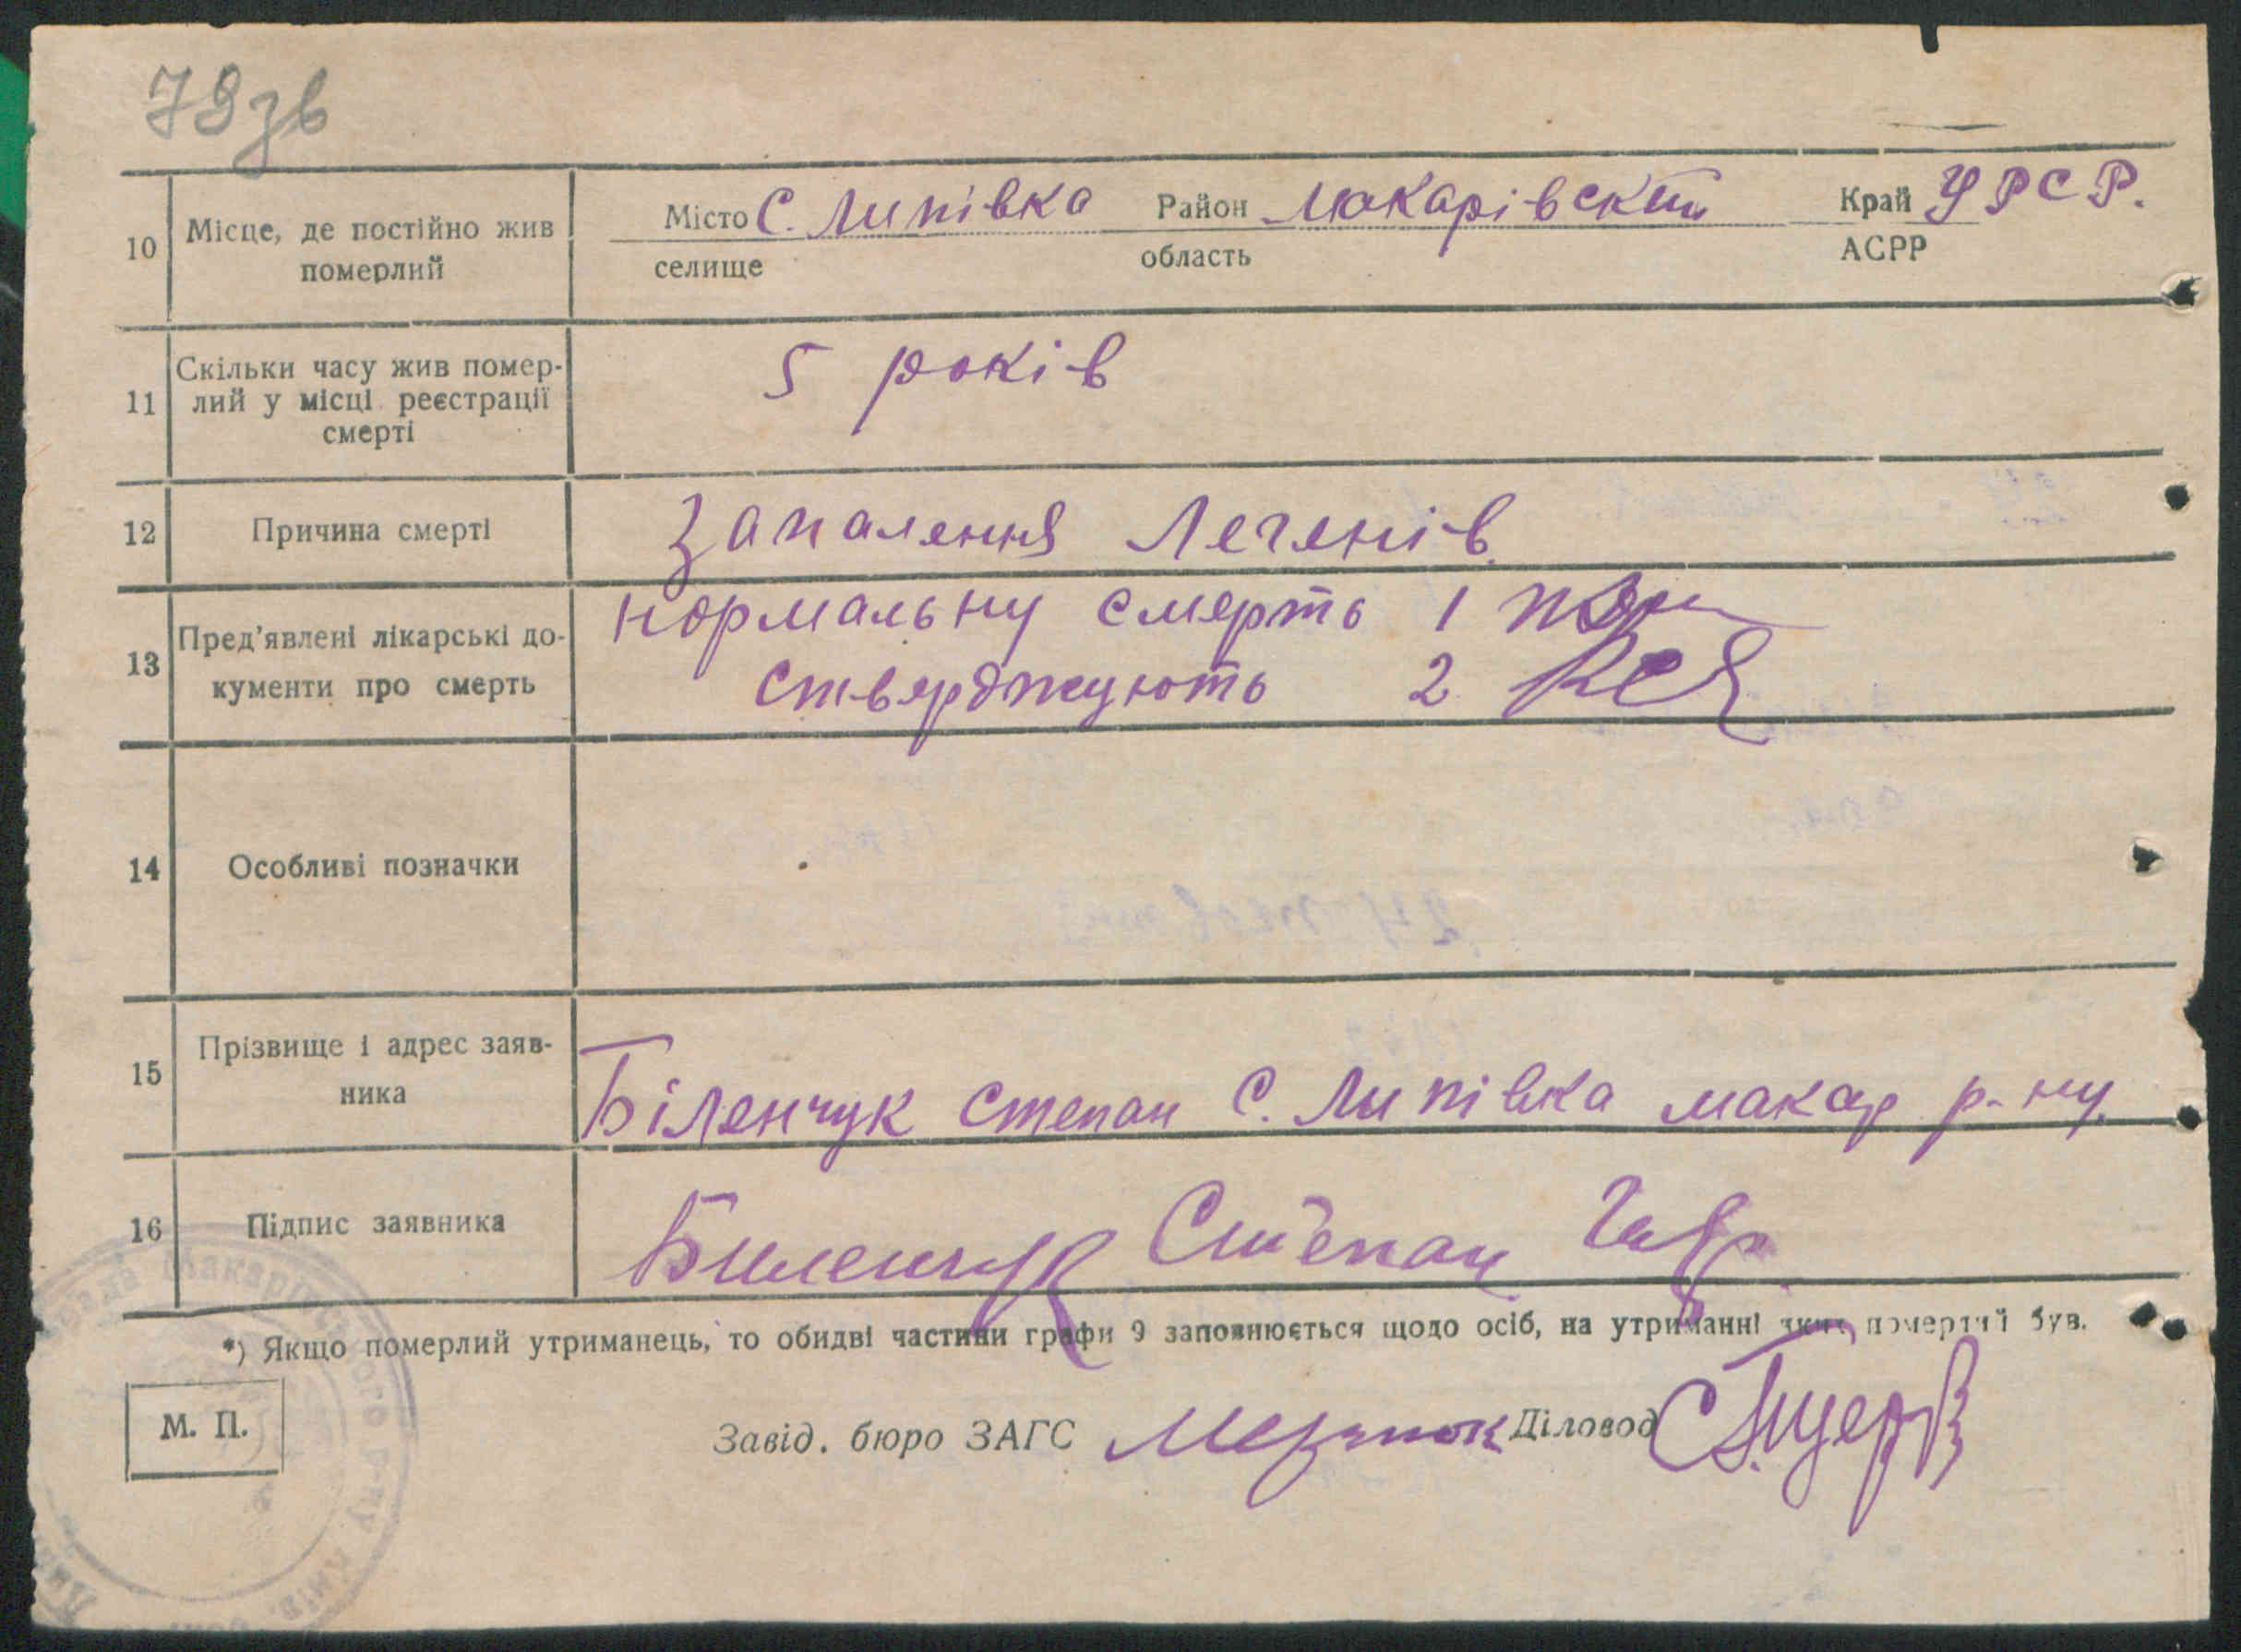 78зв
10 Місце, де постійно жив померлий
Місто С. Липівка Район Макарівский Край УРСР.
селище область АСРР
11 Скільки часу жив помер-
лий у місці реєстрації
смерті
5 років
12 Причина смерті
Запалення Легенів.
13 Пред'явлені лікарські до-
кументи про смерть
нормальну смерть 1
стверджують 2
14 Особливі позначки
15 Прізвище і адрес заяв-
ника
Біленчук Степан С. Липівка макар р-ну.
16 Підпис заявника
Биленчук Степан
*) Якщо померлий утриманець, то обидві частини графи 9 заповнюється щодо осіб, на утриманні яких померлий був.
М. П.
Завід. бюро ЗАГС Діловод